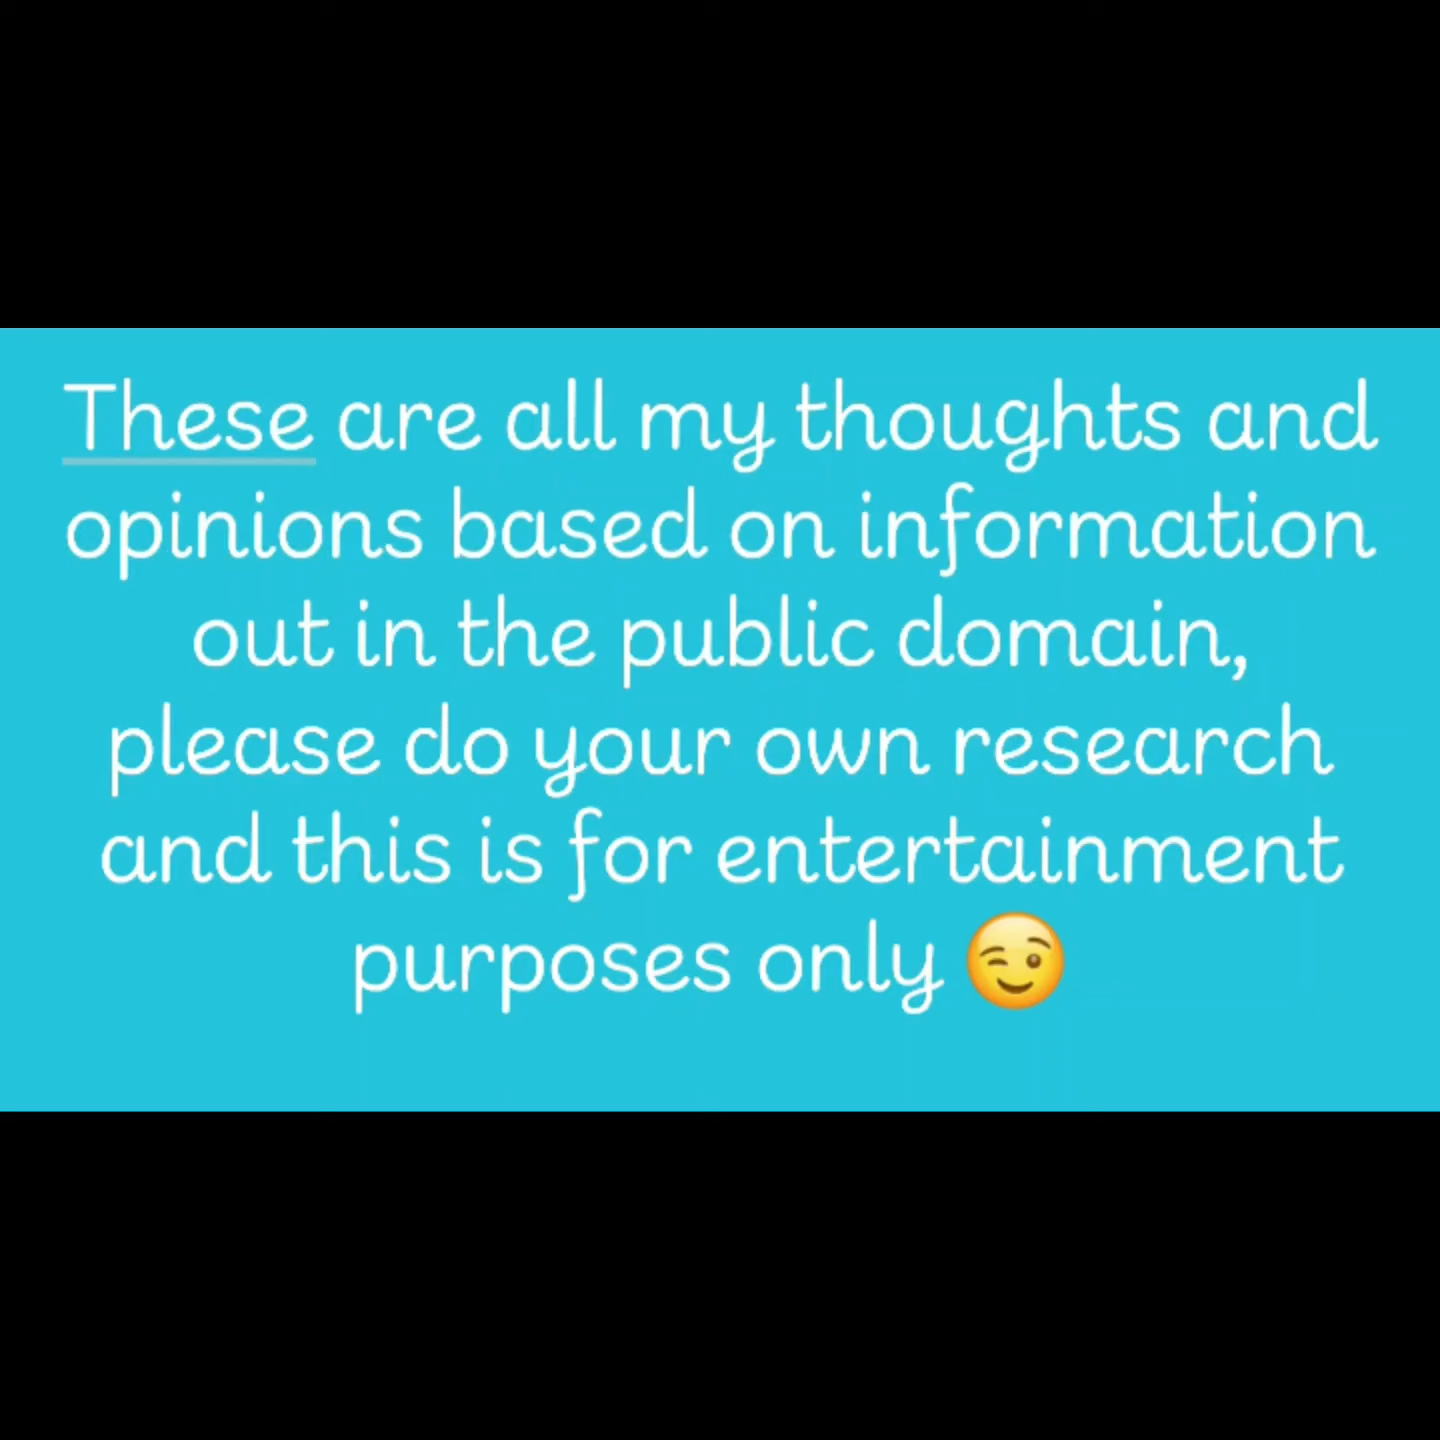 These are all my thoughts and
opinions based on information
out in the public domain,
please do your own research
and this is for entertainment
purposes only 😉